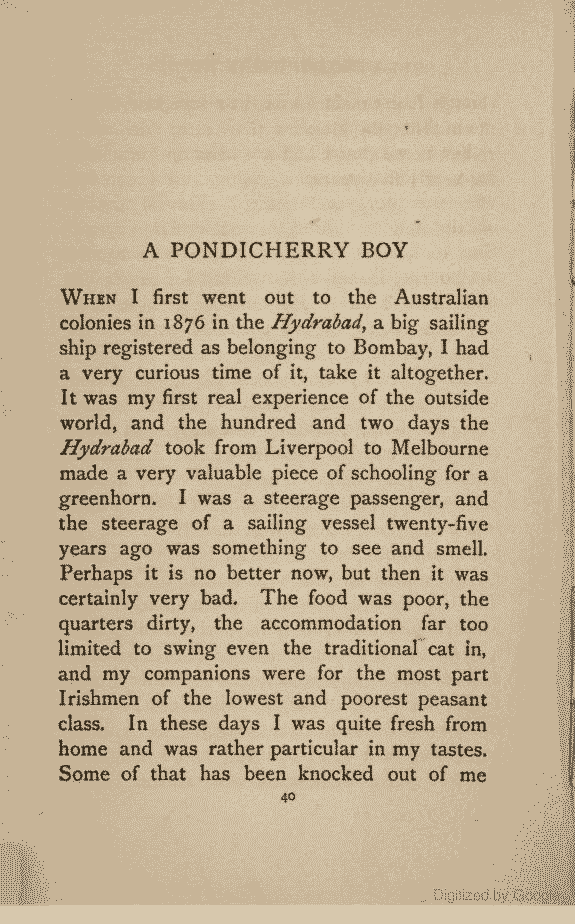 A PONDICHERRY BOY
WHEN I first went out to the Australian
colonies in 1876 in the Hydrabad, a big sailing
ship registered as belonging to Bombay, I had
a very curious time of it, take it altogether.
It was my first real experience of the outside
world, and the hundred and two days the
Hydrabad took from Liverpool to Melbourne
made a very valuable piece of schooling for a
greenhorn. I was a steerage passenger, and
the steerage of a sailing vessel twenty-five
years ago was something to see and smell.
Perhaps it is no better now, but then it was
certainly very bad. The food was poor, the
quarters dirty, the accommodation far too
limited to swing even the traditional cat in,
and my companions were for the most part
Irishmen of the lowest and poorest peasant
class. In these days I was quite fresh from
home and was rather particular in my tastes.
Some of that has been knocked out of me
40
Digitized by Google